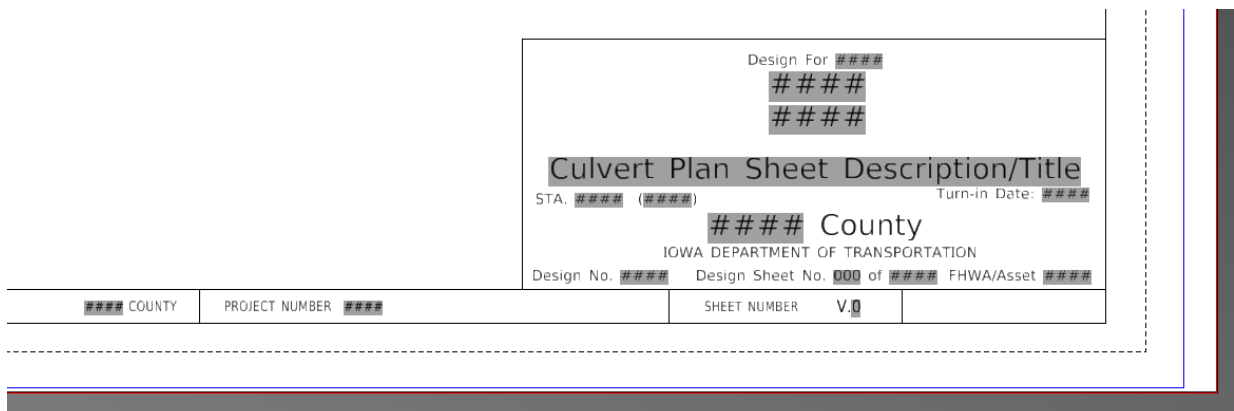 Design For ####
####
####
Culvert Plan Sheet Description/Title
STA. #### (####) Turn-in Date: ####
#### County
IOWA DEPARTMENT OF TRANSPORTATION
Design No. #### Design Sheet No. 000 of #### FHWA/Asset ####
#### COUNTY PROJECT NUMBER #### SHEET NUMBER V.0